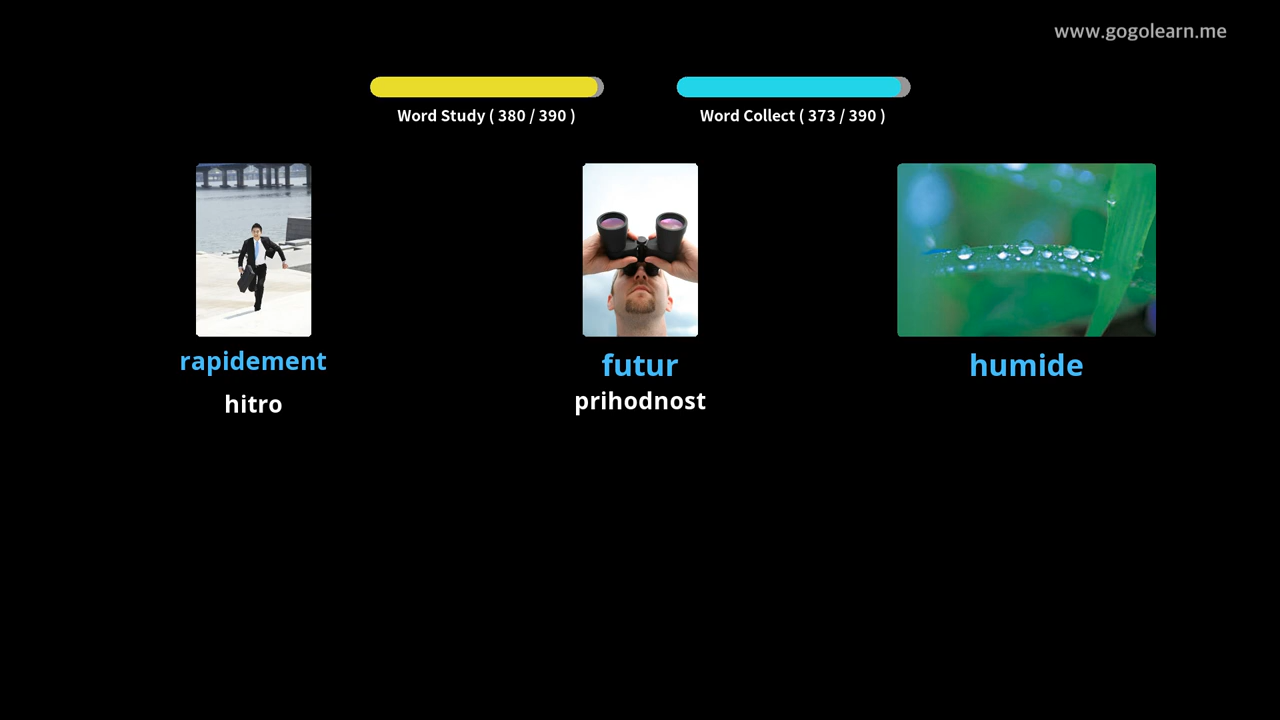 www.gogolearn.me
Word Study ( 380 / 390 )
Word Collect ( 373 / 390 )
rapidement
hitro
futur
prihodnost
humide